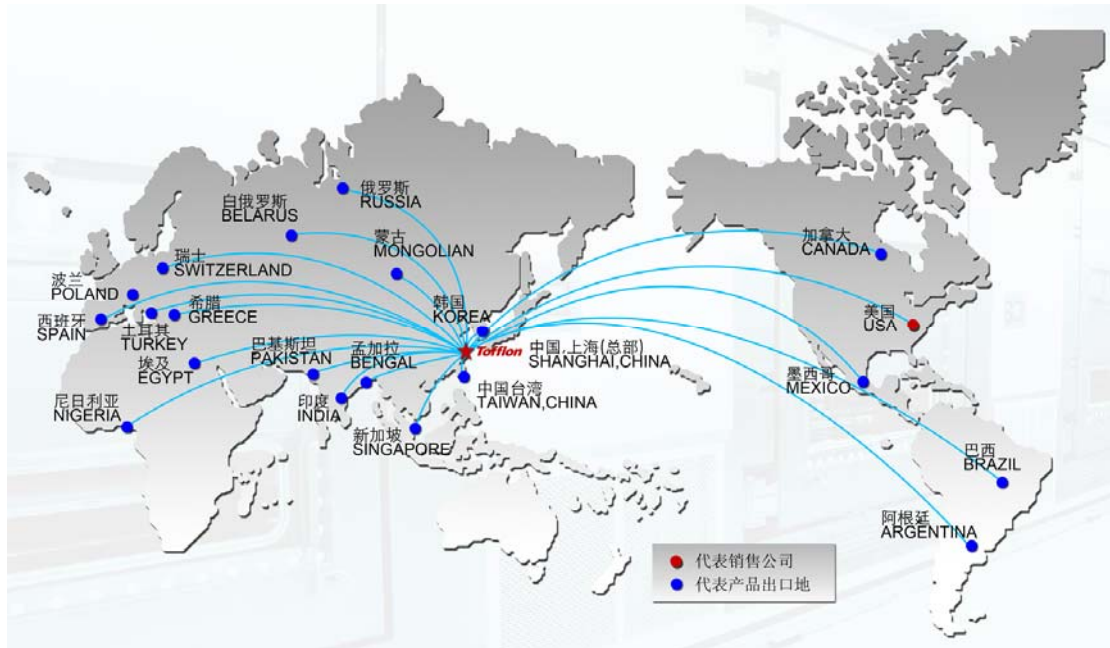 俄罗斯
RUSSIA
白俄罗斯
BELARUS
蒙古
MONGOLIAN
加拿大
CANADA
瑞士
SWITZERLAND
波兰
POLAND
希腊
GREECE
韩国
KOREA
美国
USA
西班牙
SPAIN
土耳其
TURKEY
巴基斯坦
PAKISTAN
孟加拉
BENGAL
Tofflon
中国,上海(总部)
SHANGHAI,CHINA
埃及
EGYPT
墨西哥
MEXICO
中国台湾
TAIWAN,CHINA
尼日利亚
NIGERIA
印度
INDIA
新加坡
SINGAPORE
巴西
BRAZIL
阿根廷
ARGENTINA
代表销售公司
代表产品出口地